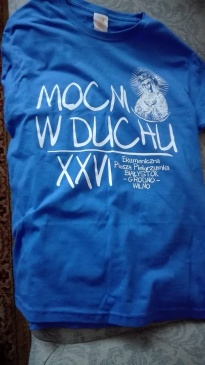 MOCNI
W DUCHU
XXVI
Ekumeniczna
Piesza Pielgrzymka
BIAŁYSTOK
-GRODNO-
WILNO